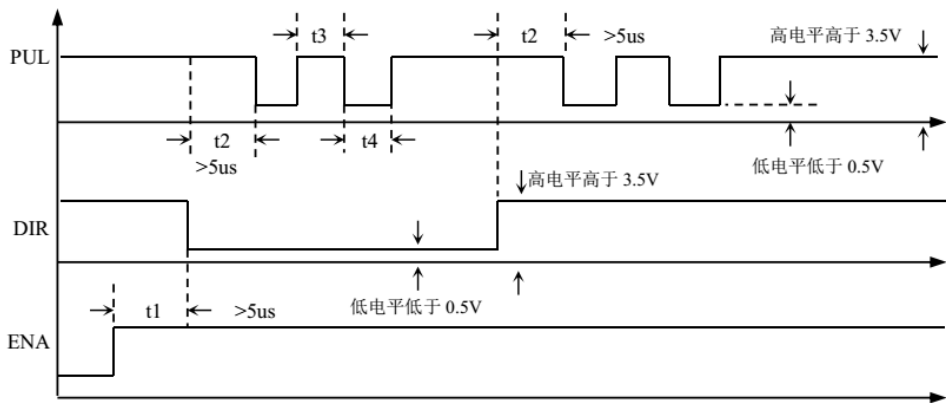 t3
t2
>5us
高电平高于 3.5V
PUL
t2
t4
>5us
低电平低于 0.5V
高电平高于 3.5V
DIR
t1
>5us
低电平低于 0.5V
ENA